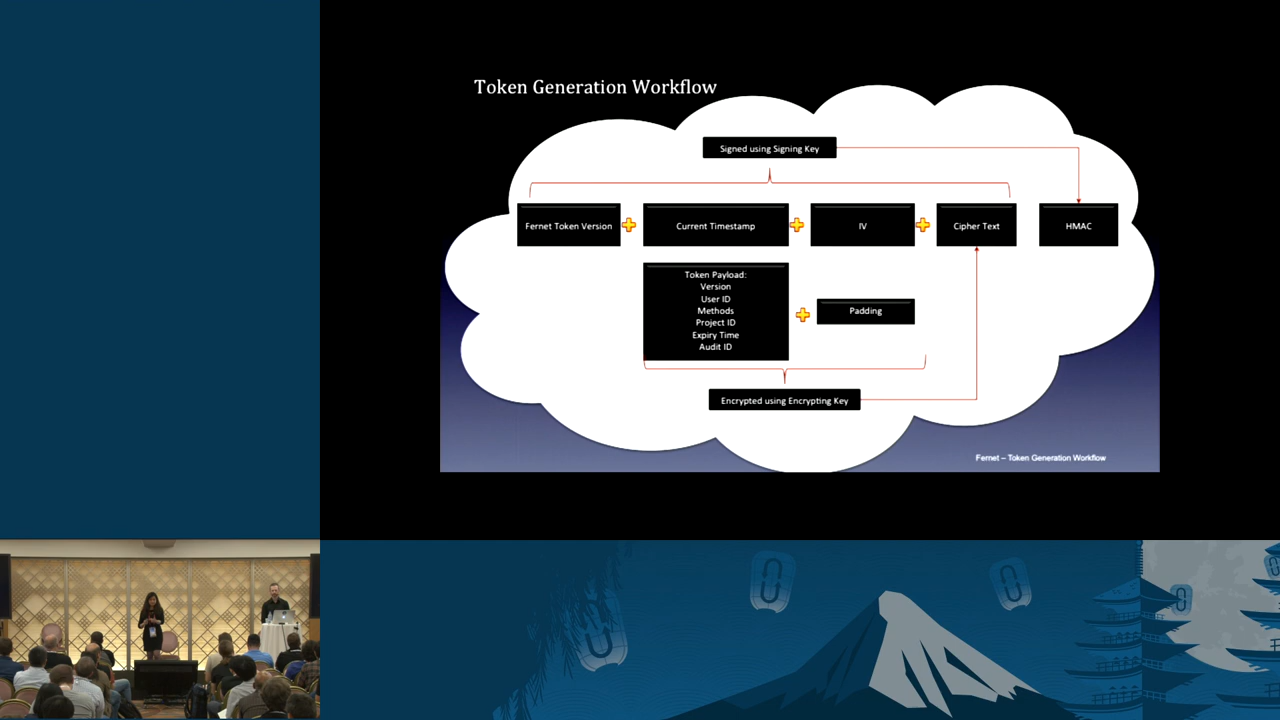 Token Generation Workflow
Signed using Signing Key
Fernet Token Version
Current Timestamp
IV
Cipher Text
HMAC
Token Payload:
Version
User ID
Methods
Project ID
Expiry Time
Audit ID
Padding
Encrypted using Encrypting Key
Fernet – Token Generation Workflow